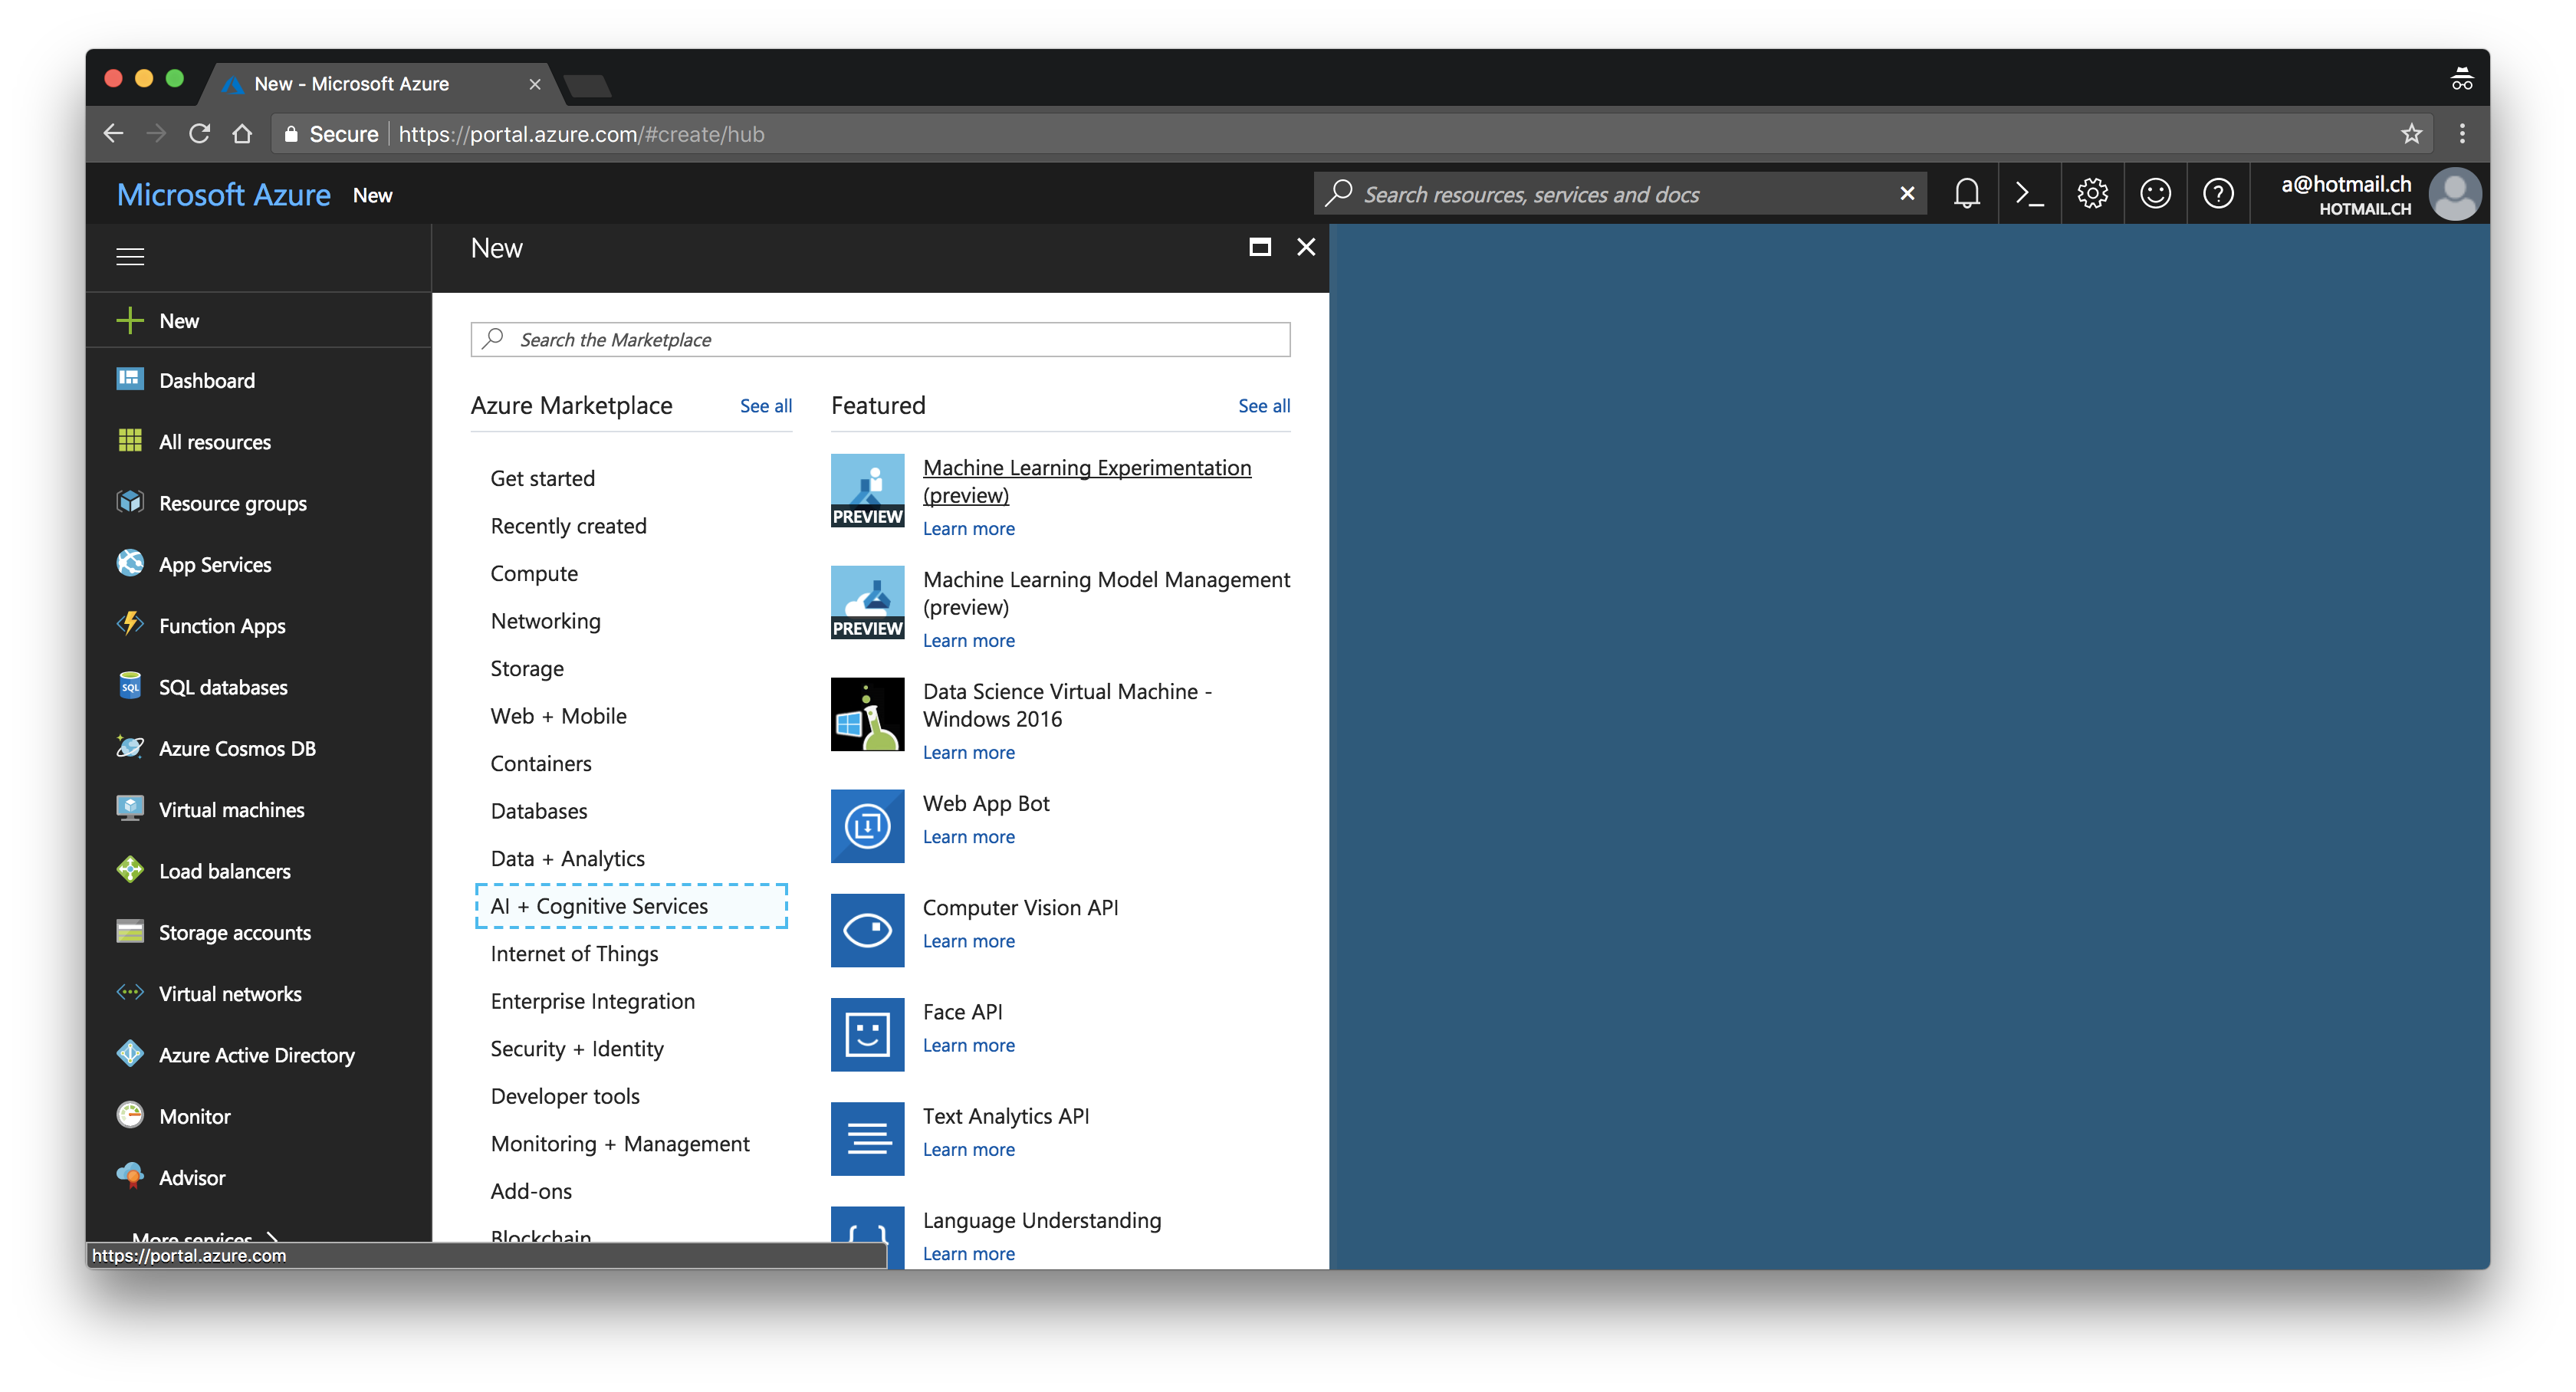 New - Microsoft Azure
Secure https://portal.azure.com/#create/hub
Microsoft Azure New
Search resources, services and docs
a@hotmail.ch
HOTMAIL.CH
New
Dashboard
All resources
Resource groups
App Services
Function Apps
SQL
SQL databases
Azure Cosmos DB
Virtual machines
Load balancers
Storage accounts
Virtual networks
Azure Active Directory
Monitor
Advisor
More services
https://portal.azure.com
New
Search the Marketplace
Azure Marketplace See all
Get started
Recently created
Compute
Networking
Storage
Web + Mobile
Containers
Databases
Data + Analytics
AI + Cognitive Services
Internet of Things
Enterprise Integration
Security + Identity
Developer tools
Monitoring + Management
Add-ons
Blockchain
Featured See all
PREVIEW
Machine Learning Experimentation
(preview)
Learn more
PREVIEW
Machine Learning Model Management
(preview)
Learn more
Data Science Virtual Machine -
Windows 2016
Learn more
Web App Bot
Learn more
Computer Vision API
Learn more
Face API
Learn more
Text Analytics API
Learn more
Language Understanding
Learn more